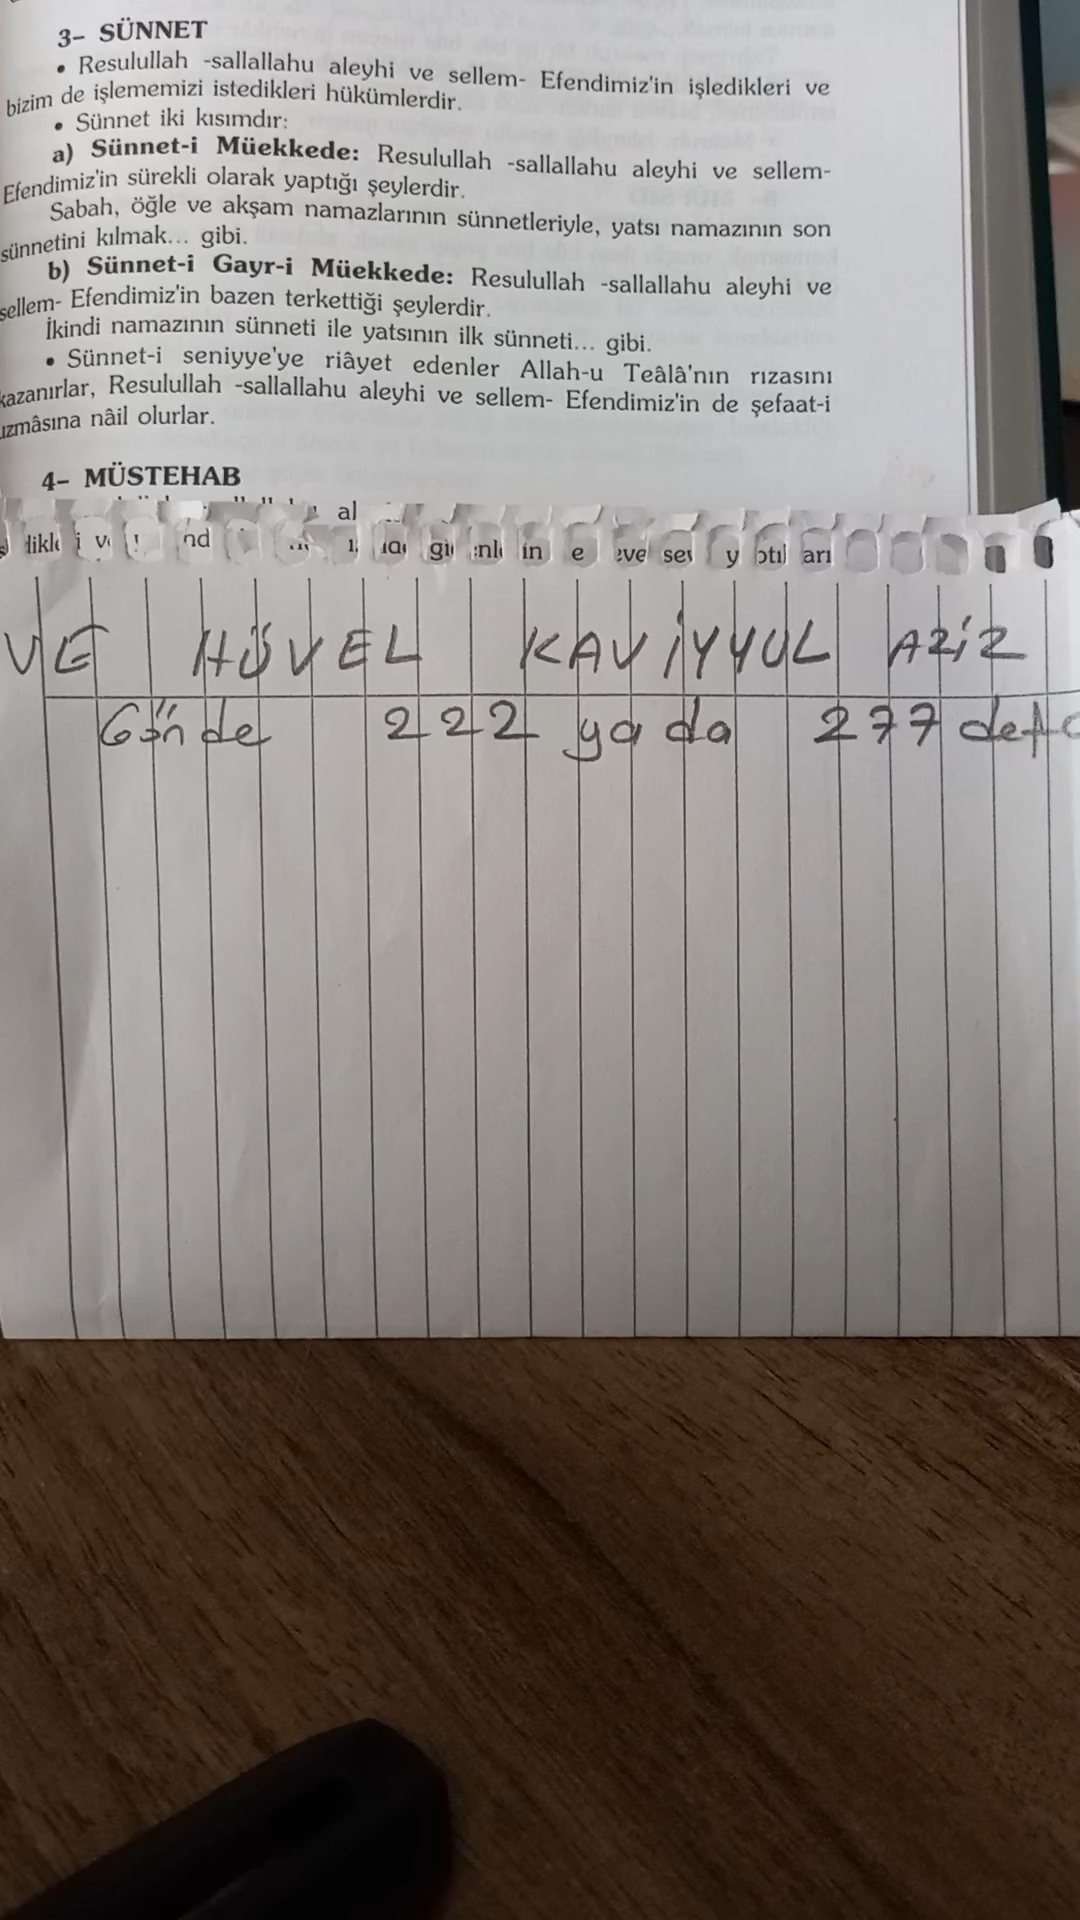 3- SÜNNET
• Resulullah -sallallahu aleyhi ve sellem- Efendimiz'in işledikleri ve
bizim de işlememizi istedikleri hükümlerdir.
• Sünnet iki kısımdır:
a) Sünnet-i Müekkede: Resulullah -sallallahu aleyhi ve sellem-
Efendimiz'in sürekli olarak yaptığı şeylerdir.
Sabah, öğle ve akşam namazlarının sünnetleriyle, yatsı namazının son
sünnetini kılmak... gibi.
b) Sünnet-i Gayr-i Müekkede: Resulullah -sallallahu aleyhi ve
sellem- Efendimiz'in bazen terkettiği şeylerdir.
İkindi namazının sünneti ile yatsının ilk sünneti... gibi.
• Sünnet-i seniyye'ye riâyet edenler Allah-u Teâlâ'nın rızasını
kazanırlar, Resulullah -sallallahu aleyhi ve sellem- Efendimiz'in de şefaat-i
uzmâsına nâil olurlar.
4- MÜSTEHAB
VE HÜVEL KAVİYYUL AZİZ
Günde 222 ya da 277 defa